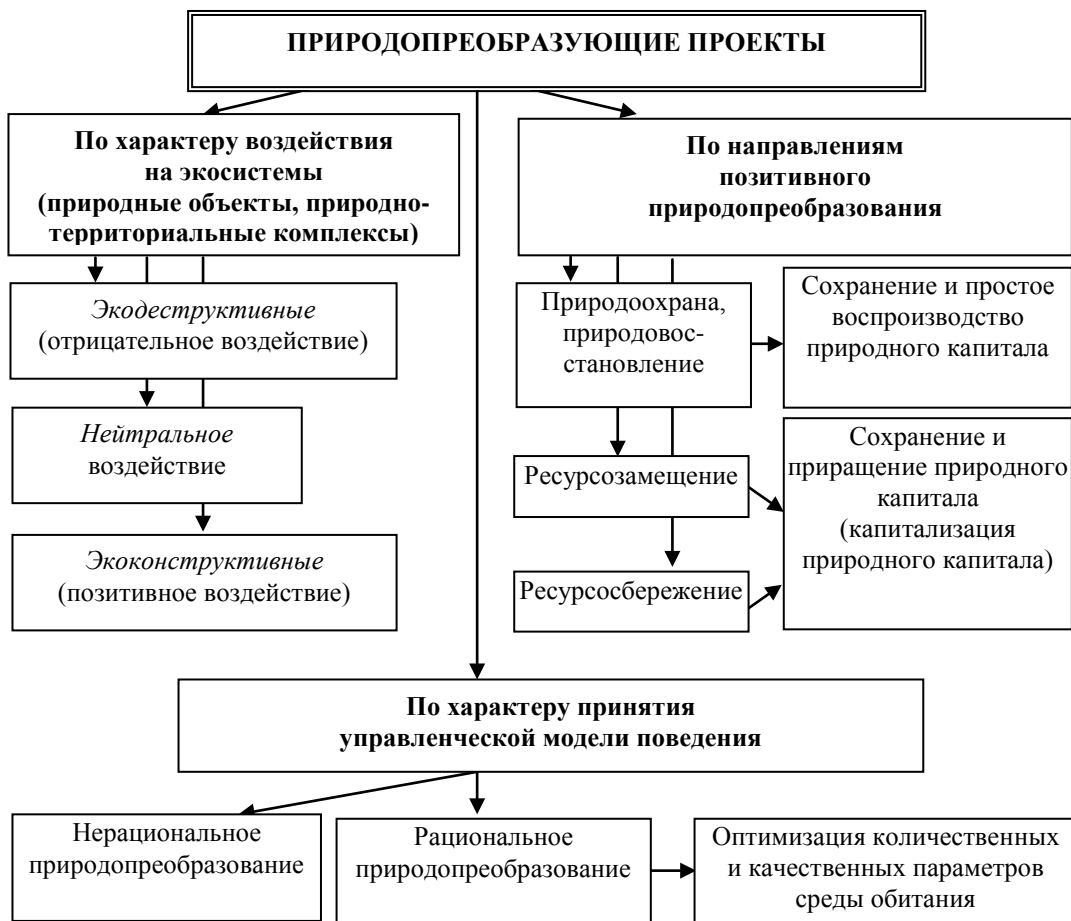 ПРИРОДОПРЕОБРАЗУЮЩИЕ ПРОЕКТЫ
По характеру воздействия
на экосистемы
(природные объекты, природно-
территориальные комплексы)
Экодеструктивные
(отрицательное воздействие)
Нейтральное
воздействие
Экоконструктивные
(позитивное воздействие)
По направлениям
позитивного
природопреобразования
Природоохрана,
природовос-
становление
Сохранение и простое
воспроизводство
природного капитала
Ресурсозамещение
Ресурсосбережение
Сохранение и
приращение природного
капитала
(капитализация
природного капитала)
По характеру принятия
управленческой модели поведения
Нерациональное
природопреобразование
Рациональное
природопреобразование
Оптимизация количественных
и качественных параметров
среды обитания